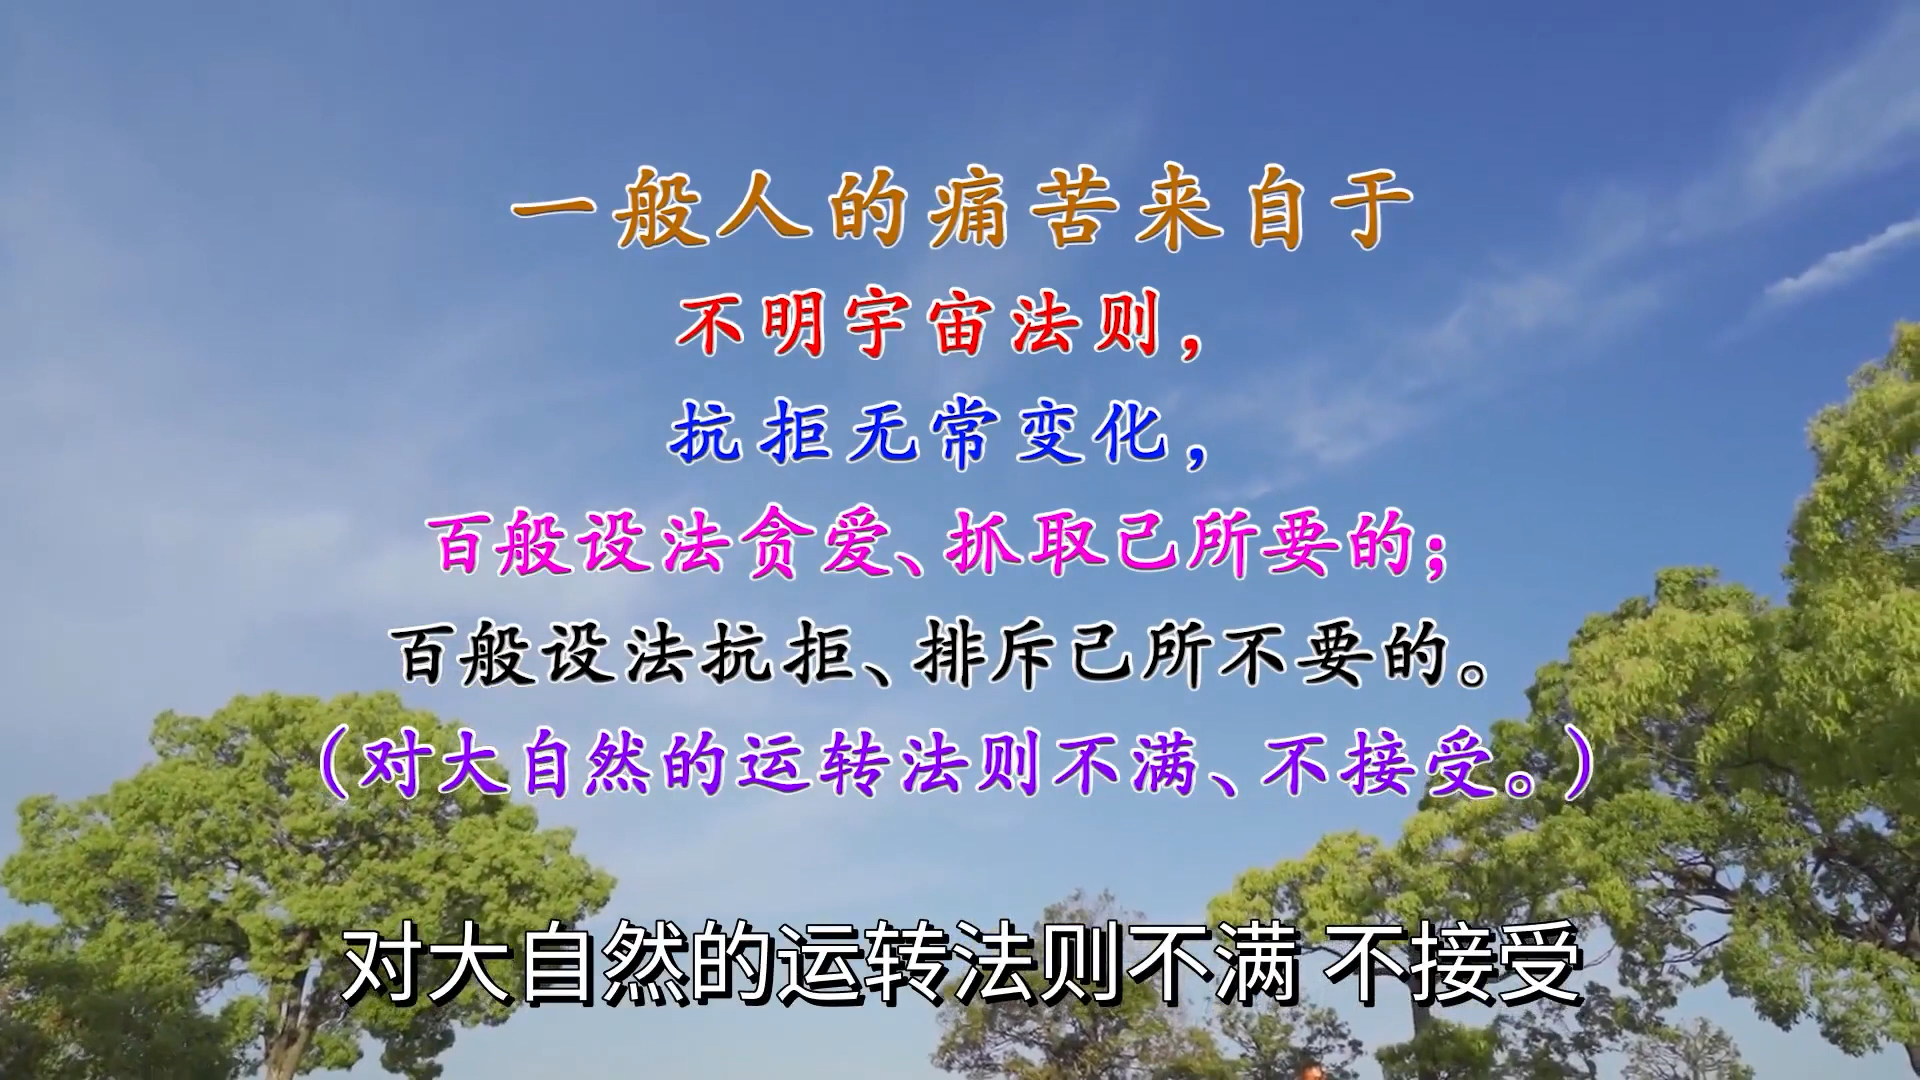 一般人的痛苦来自于
不明宇宙法则，
抗拒无常变化，
百般设法贪爱、抓取己所要的；
百般设法抗拒、排斥己所不要的。
（对大自然的运转法则不满、不接受。）
对大自然的运转法则不满 不接受